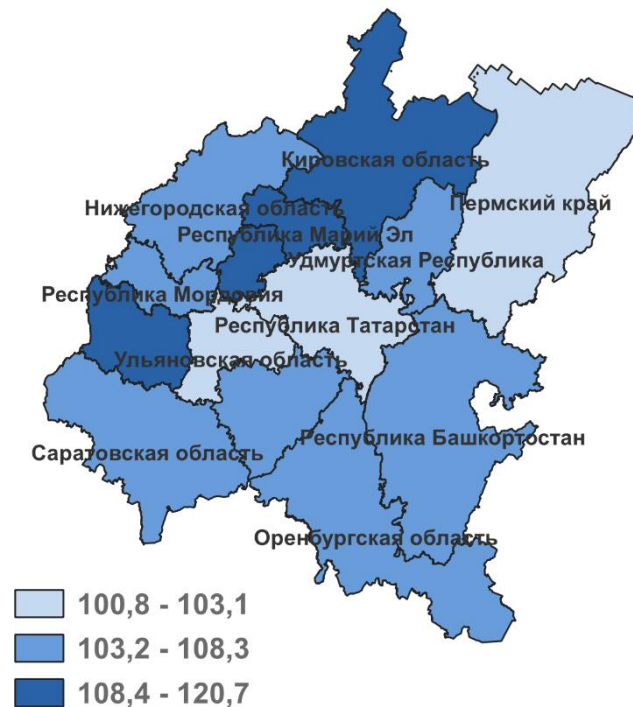 Кировская область
Пермский край
Нижегородская область
Республика Марий Эл
Удмуртская Республика
Республика Мордовия
Республика Татарстан
Ульяновская область
Республика Башкортостан
Саратовская область
Оренбургская область
100,8 - 103,1
103,2 - 108,3
108,4 - 120,7